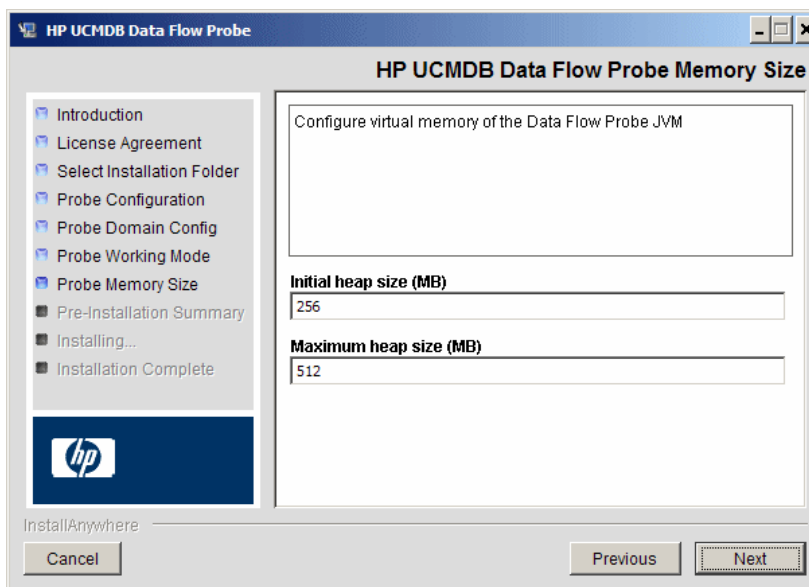 HP UCMDB Data Flow Probe
HP UCMDB Data Flow Probe Memory Size
Introduction
License Agreement
Select Installation Folder
Probe Configuration
Probe Domain Config
Probe Working Mode
Probe Memory Size
Pre-Installation Summary
Installing...
Installation Complete
hp
Configure virtual memory of the Data Flow Probe JVM
Initial heap size (MB)
256
Maximum heap size (MB)
512
InstallAnywhere
Cancel
Previous
Next